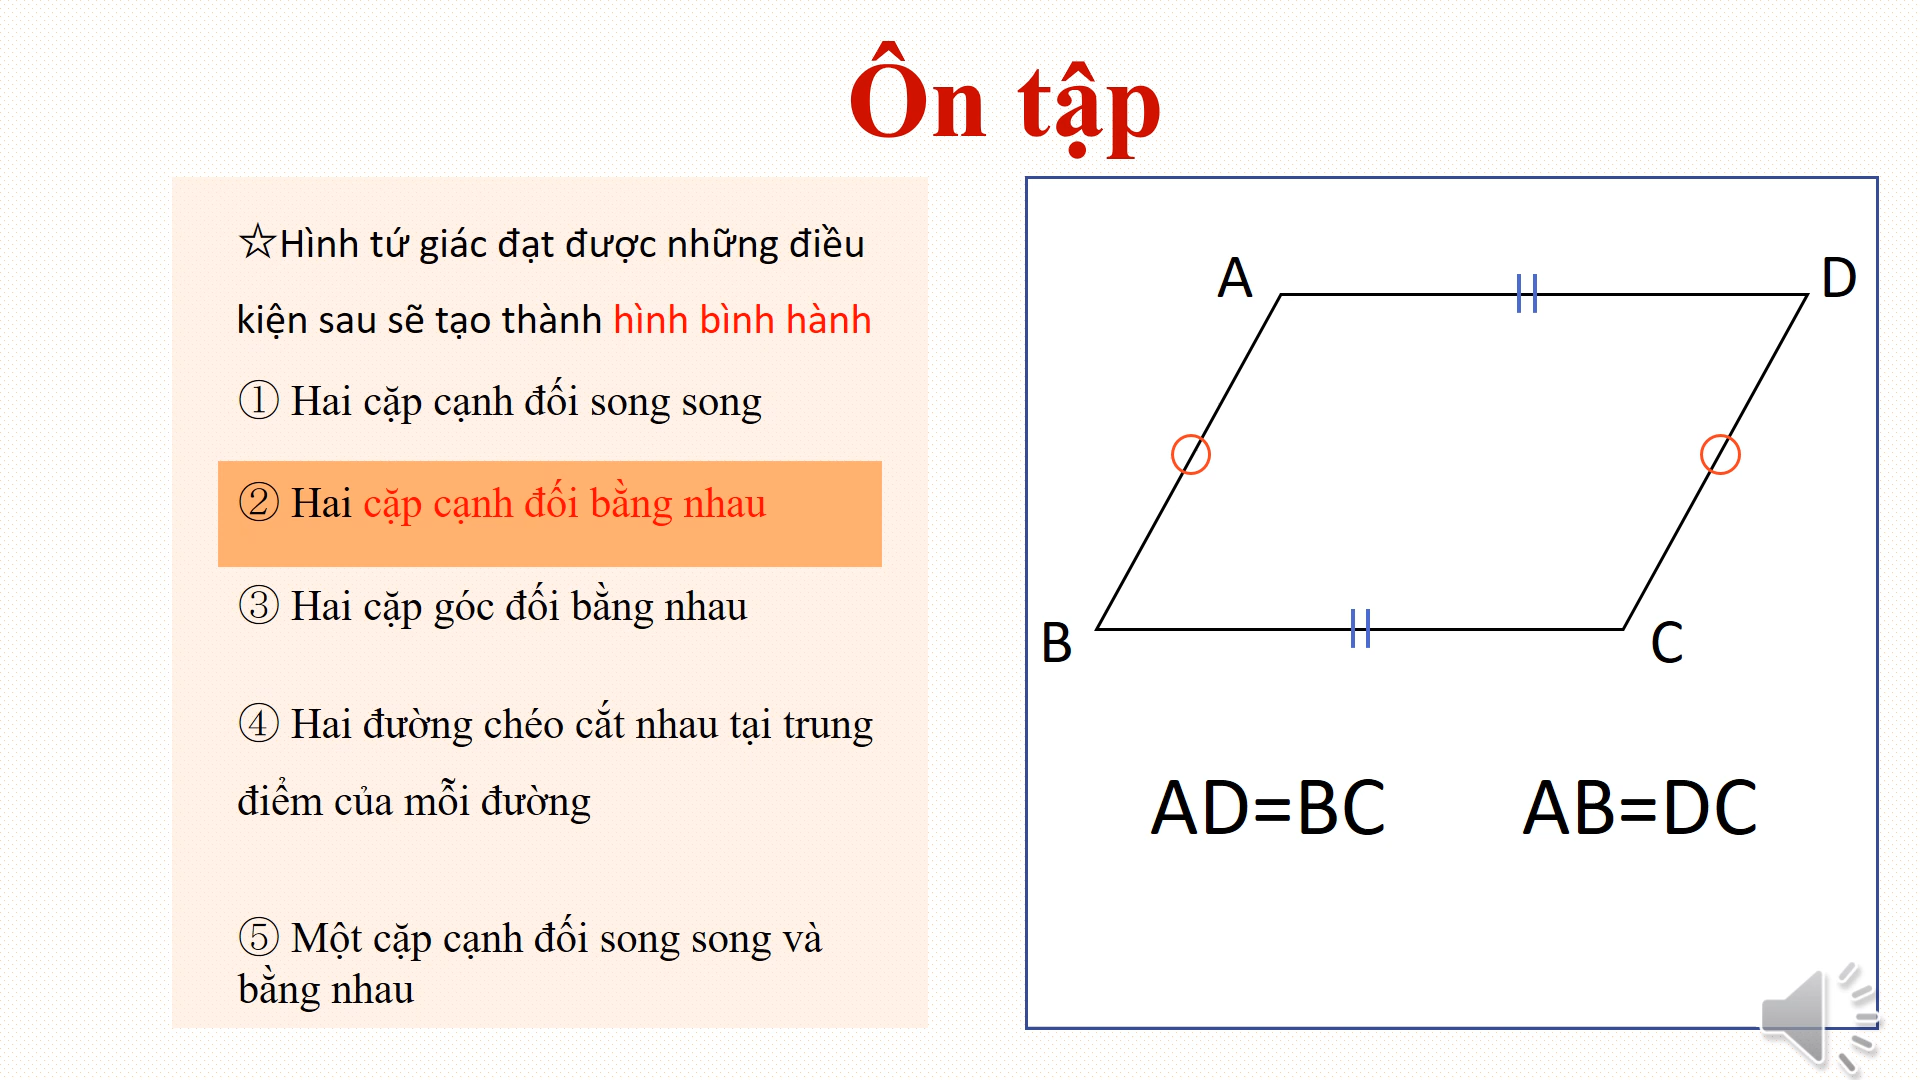 Ôn tập
☆Hình tứ giác đạt được những điều
kiện sau sẽ tạo thành hình bình hành
① Hai cặp cạnh đối song song
② Hai cặp cạnh đối bằng nhau
③ Hai cặp góc đối bằng nhau
④ Hai đường chéo cắt nhau tại trung
điểm của mỗi đường
⑤ Một cặp cạnh đối song song và
bằng nhau
A
D
B
C
AD=BC
AB=DC